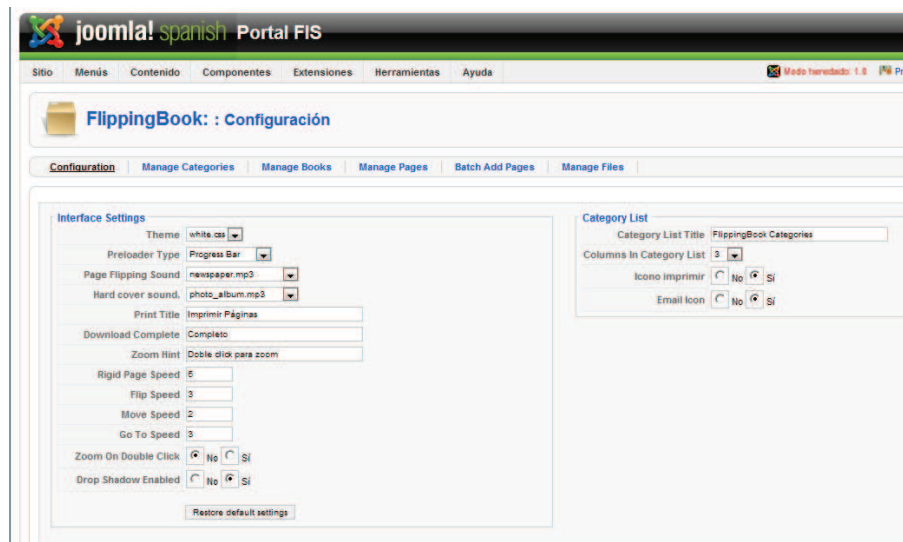 joomla! spanish Portal FIS
Sitio Menús Contenido Componentes Extensiones Herramientas Ayuda Modo heredado: 1.0 Pr
FlippingBook: : Configuración
Configuration Manage Categories Manage Books Manage Pages Batch Add Pages Manage Files
Interface Settings
Theme white.css
Preloader Type Progress Bar
Page Flipping Sound newspaper.mp3
Hard cover sound. photo_album.mp3
Print Title Imprimir Páginas
Download Complete Completo
Zoom Hint Doble click para zoom
Rigid Page Speed 5
Flip Speed 3
Move Speed 2
Go To Speed 3
Zoom On Double Click No Sí
Drop Shadow Enabled No Sí
Restore default settings
Category List
Category List Title FlippingBook Categories
Columns In Category List 3
Icono imprimir No Sí
Email Icon No Sí